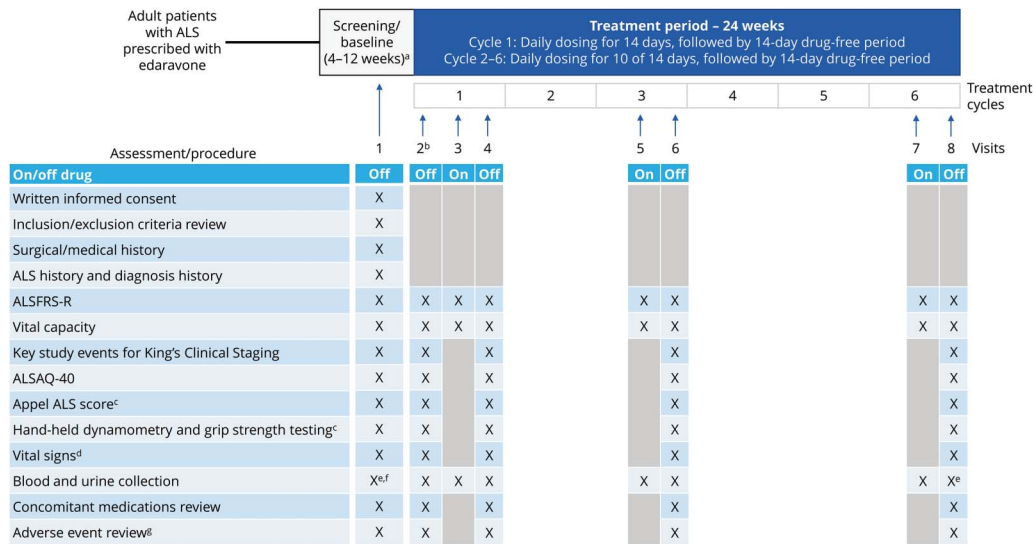 Adult patients
with ALS
prescribed with
edaravone
Screening/
baseline
(4–12 weeks)ᵃ
Treatment period – 24 weeks
Cycle 1: Daily dosing for 14 days, followed by 14-day drug-free period
Cycle 2–6: Daily dosing for 10 of 14 days, followed by 14-day drug-free period
1 2 3 4 5 6
Treatment
cycles
Assessment/procedure 1 2ᵇ 3 4 5 6 7 8 Visits
On/off drug Off Off On Off On Off On Off
Written informed consent X
Inclusion/exclusion criteria review X
Surgical/medical history X
ALS history and diagnosis history X
ALSFRS-R X X X X X X X X
Vital capacity X X X X X X X X
Key study events for King’s Clinical Staging X X X X X
ALSAQ-40 X X X X X
Appel ALS scoreᶜ X X X X X
Hand-held dynamometry and grip strength testingᶜ X X X X X
Vital signsᵈ X X X X X
Blood and urine collection Xᵉ,ᶠ X X X X X X Xᵉ
Concomitant medications review X X X X X
Adverse event reviewᵍ X X X X X